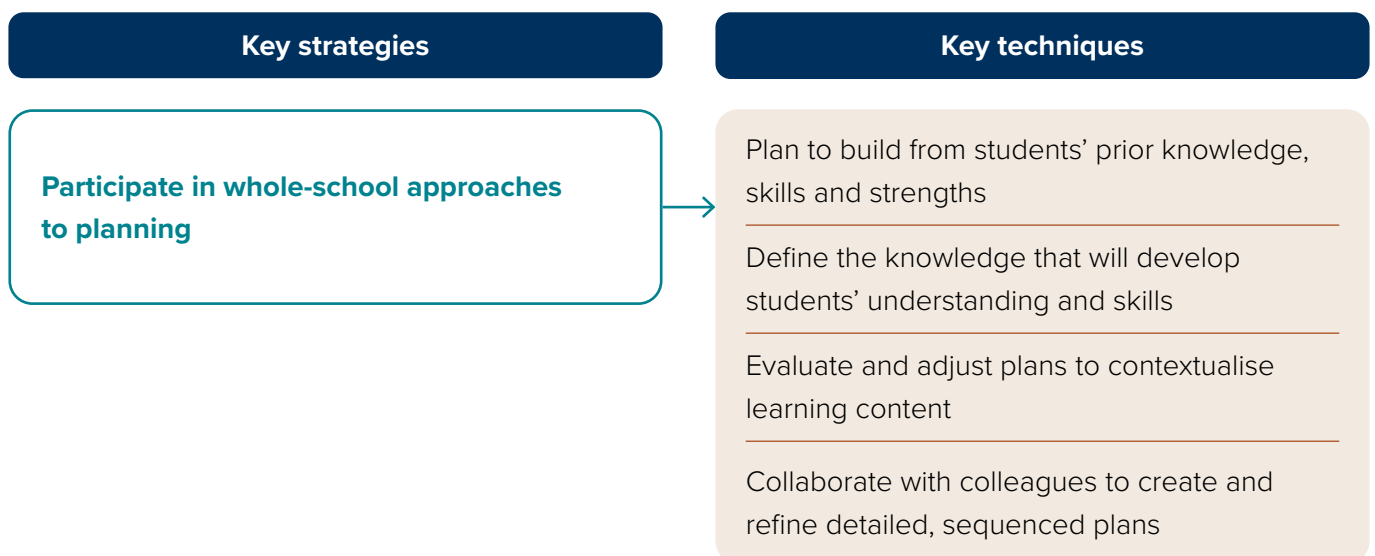 Key strategies
Participate in whole-school approaches
to planning
Key techniques
Plan to build from students’ prior knowledge,
skills and strengths
Define the knowledge that will develop
students’ understanding and skills
Evaluate and adjust plans to contextualise
learning content
Collaborate with colleagues to create and
refine detailed, sequenced plans